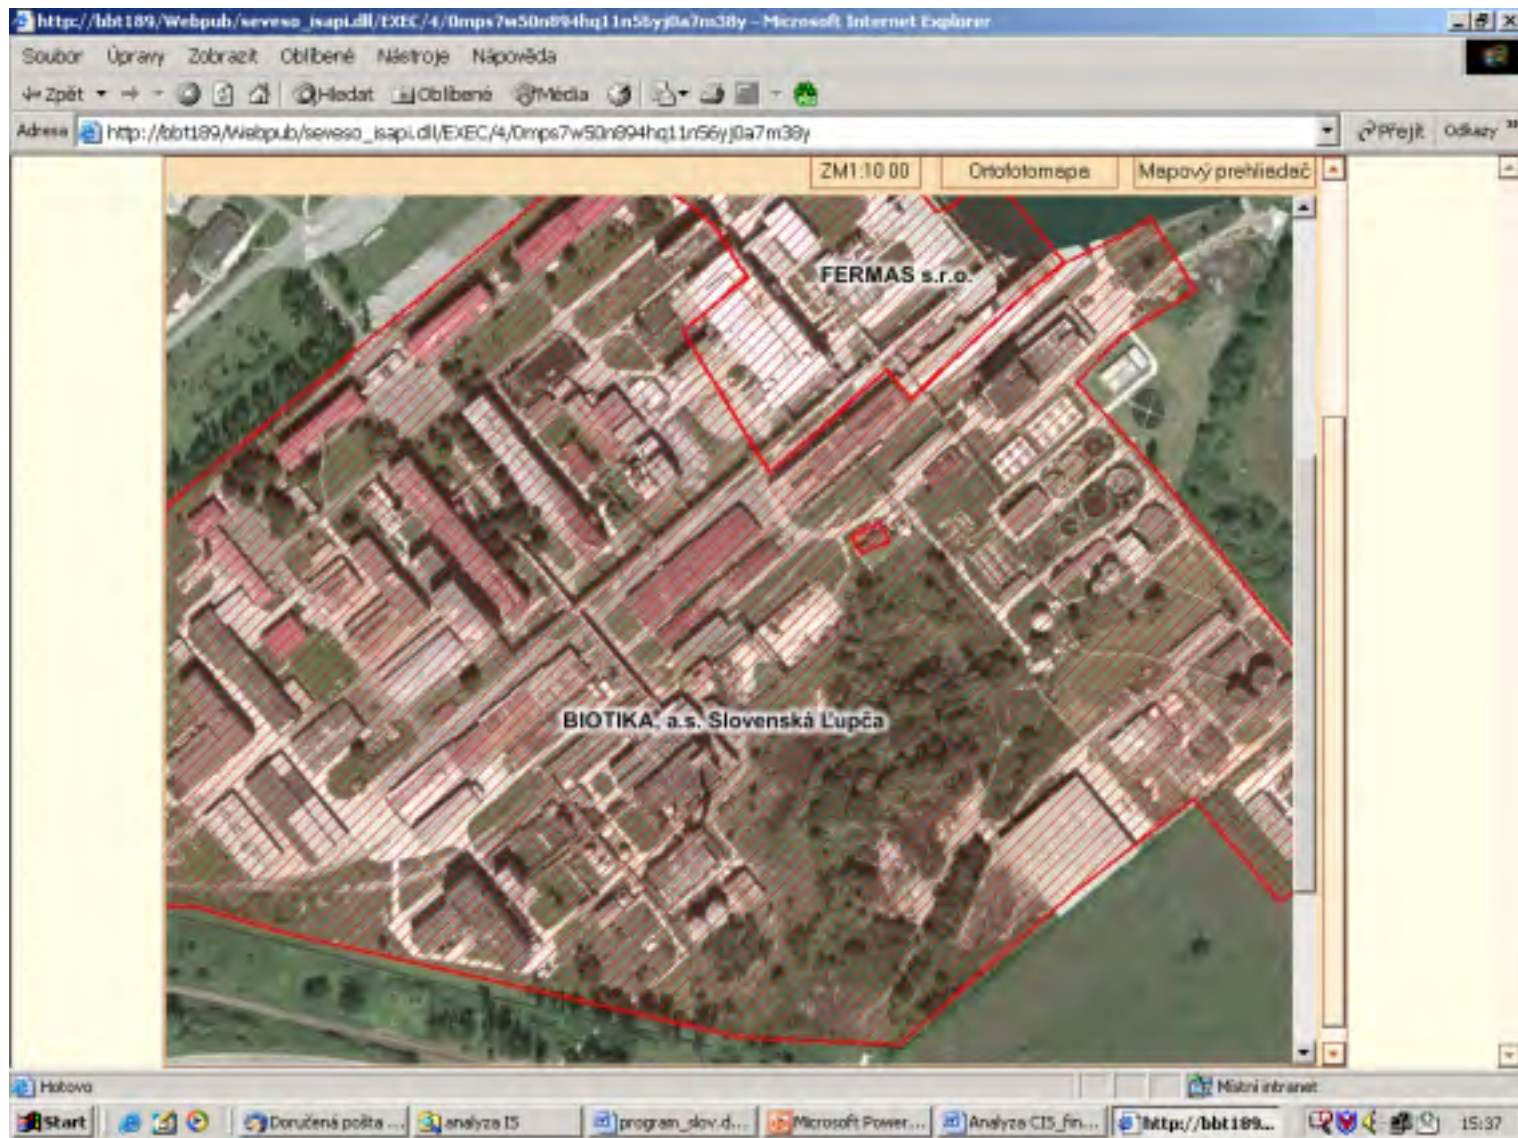 http://bbt189/Webpub/seveso_isapi.dll/EXEC/4/0mps7w50n894hq11n56yj0a7m38y - Microsoft Internet Explorer
Soubor Úpravy Zobrazit Oblíbené Nástroje Nápověda
Zpět Hledat Oblíbené Média
Adresa http://bbt189/Webpub/seveso_isapi.dll/EXEC/4/0mps7w50n894hq11n56yj0a7m38y Přejít Odkazy »
ZM1:10 00 Ortofotomapa Mapový prehliadač
FERMAS s.r.o.
BIOTIKA, a.s. Slovenská Ľupča
Hotovo Místní intranet
Start Doručená pošta ... analyza IS program_slov.d... Microsoft Power... Analyza CIS_fin... http://bbt189... 15:37